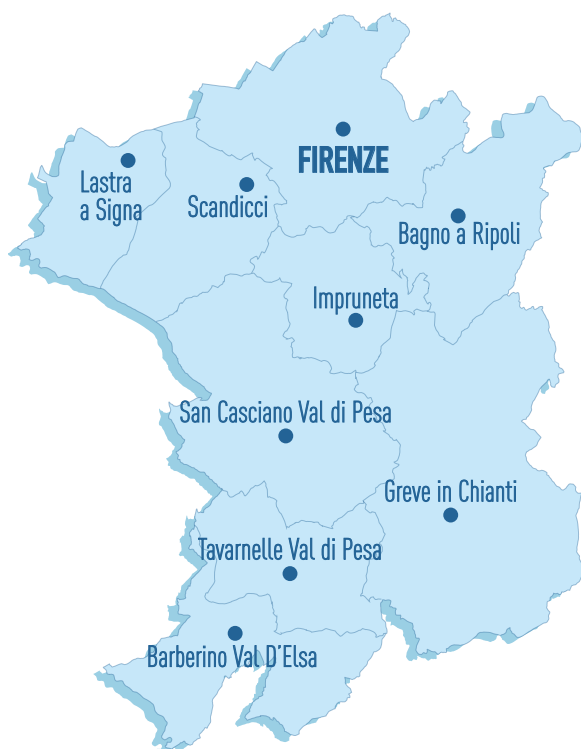 FIRENZE
Lastra
a Signa
Scandicci
Bagno a Ripoli
Impruneta
San Casciano Val di Pesa
Greve in Chianti
Tavarnelle Val di Pesa
Barberino Val D'Elsa